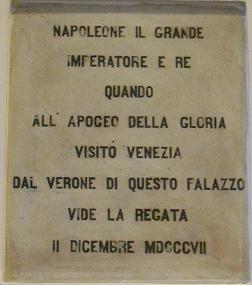 NAPOLEONE IL GRANDE
IMPERATORE E RE
QUANDO
ALL' APOGEO DELLA GLORIA
VISITÒ VENEZIA
DAL VERONE DI QUESTO PALAZZO
VIDE LA REGATA
II DICEMBRE MDCCCVII